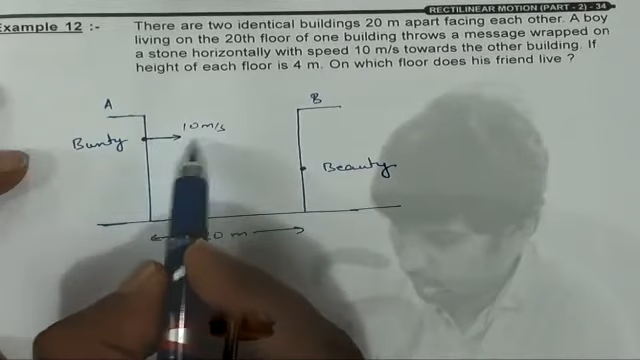 RECTILINEAR MOTION (PART - 2) - 34
Example 12 :-
There are two identical buildings 20 m apart facing each other. A boy
living on the 20th floor of one building throws a message wrapped on
a stone horizontally with speed 10 m/s towards the other building. If
height of each floor is 4 m. On which floor does his friend live ?
A
B
10m/s
Bunty
Beauty
20 m